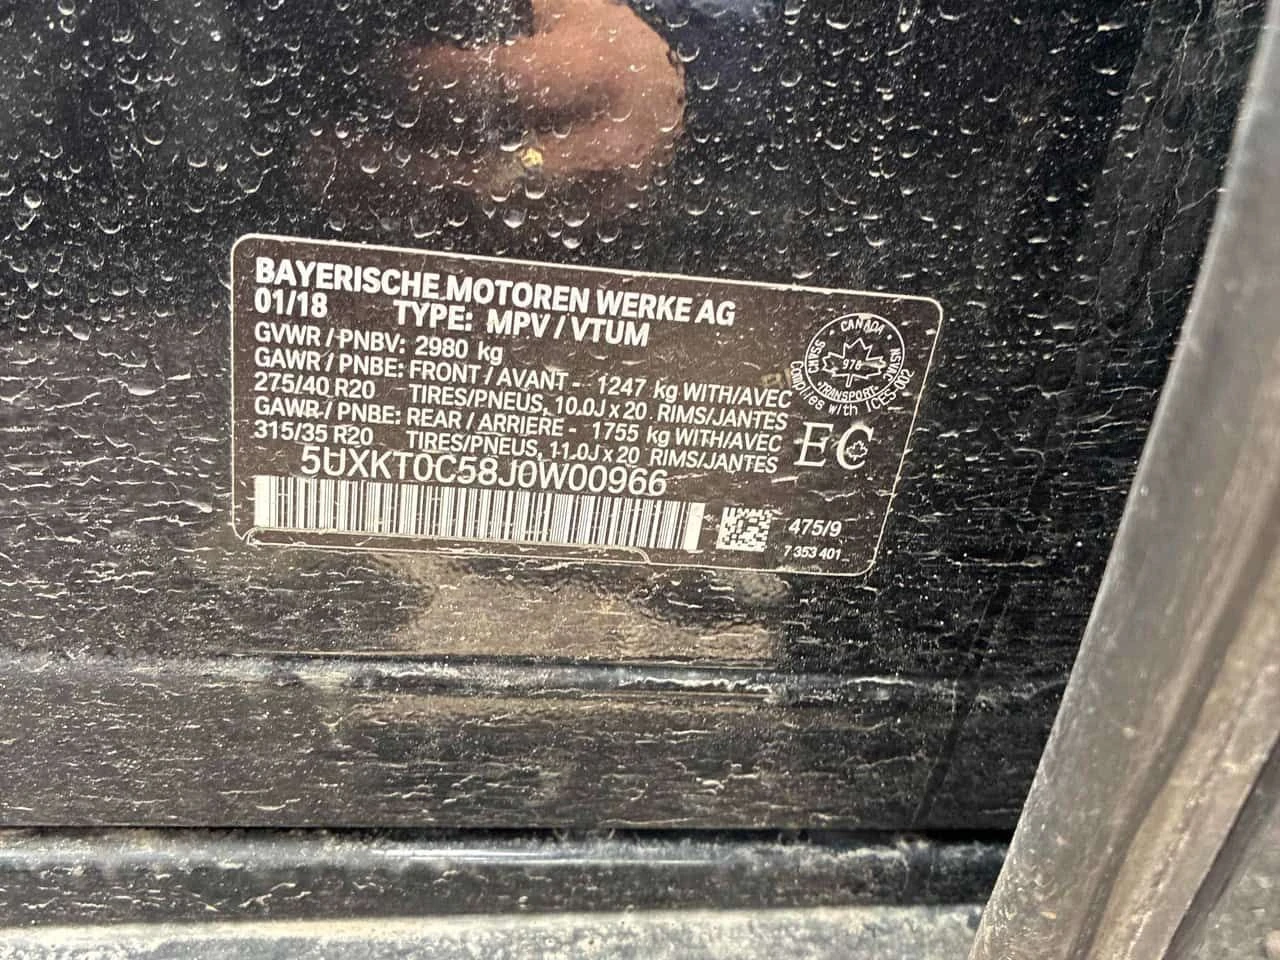 BAYERISCHE MOTOREN WERKE AG
01/18 TYPE: MPV / VTUM
GVWR / PNBV: 2980 kg
GAWR / PNBE: FRONT / AVANT - 1247 kg WITH/AVEC
275/40 R20 TIRES/PNEUS, 10.0J x 20 RIMS/JANTES
GAWR / PNBE: REAR / ARRIERE - 1755 kg WITH/AVEC
315/35 R20 TIRES/PNEUS, 11.0J x 20 RIMS/JANTES
5UXKT0C58J0W00966
CANADA
NSVAC
TRANSPORT
CMVSS
978
Complies with ICES-002
EC
475/9
7 353 401